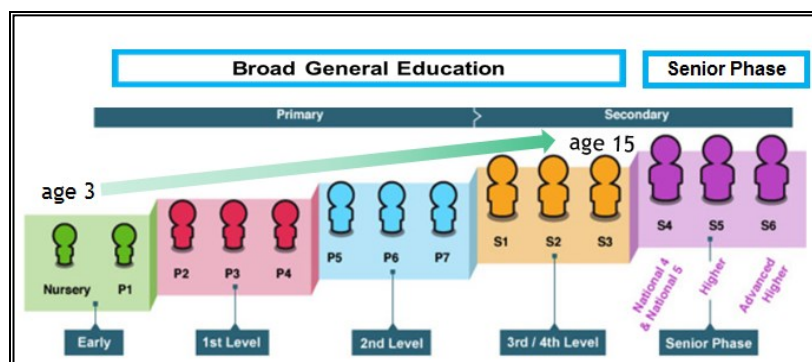 Broad General Education
Senior Phase
Primary
Secondary
age 3
age 15
Nursery
P1
P2
P3
P4
P5
P6
P7
S1
S2
S3
S4
S5
S6
National 4
& National 5
Higher
Advanced
Higher
Early
1st Level
2nd Level
3rd / 4th Level
Senior Phase